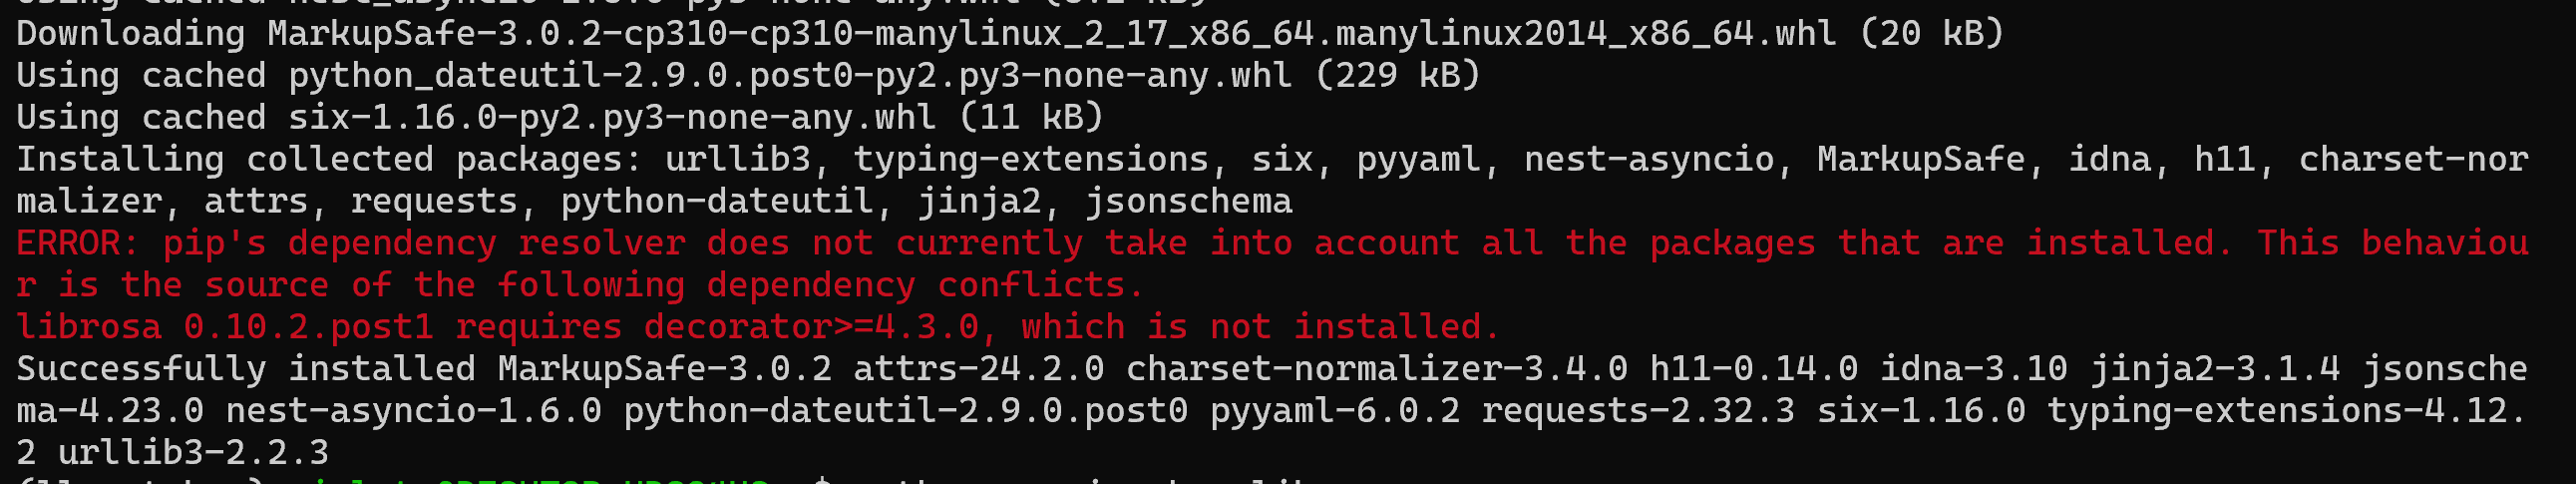 Downloading MarkupSafe-3.0.2-cp310-cp310-manylinux_2_17_x86_64.manylinux2014_x86_64.whl (20 kB)
Using cached python_dateutil-2.9.0.post0-py2.py3-none-any.whl (229 kB)
Using cached six-1.16.0-py2.py3-none-any.whl (11 kB)
Installing collected packages: urllib3, typing-extensions, six, pyyaml, nest-asyncio, MarkupSafe, idna, h11, charset-nor
malizer, attrs, requests, python-dateutil, jinja2, jsonschema
ERROR: pip's dependency resolver does not currently take into account all the packages that are installed. This behaviou
r is the source of the following dependency conflicts.
librosa 0.10.2.post1 requires decorator>=4.3.0, which is not installed.
Successfully installed MarkupSafe-3.0.2 attrs-24.2.0 charset-normalizer-3.4.0 h11-0.14.0 idna-3.10 jinja2-3.1.4 jsonsche
ma-4.23.0 nest-asyncio-1.6.0 python-dateutil-2.9.0.post0 pyyaml-6.0.2 requests-2.32.3 six-1.16.0 typing-extensions-4.12.
2 urllib3-2.2.3